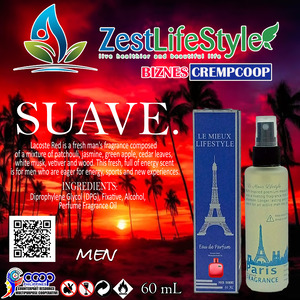 ZestLifeStyle
live healthier and beautiful life
BIZNES CREMPCOOP
SUAVE.
Lacoste Red is a fresh man's fragrance composed
of a mixture of patchouli, jasmine, green apple, cedar leaves,
white musk, vetiver and wood. This fresh, full of energy scent
is for men who are eager for energy, sports and new experiences.
INGREDIENTS:
Diprophylene Glycol (DPG), Fixative, Alcohol,
Perfume Fragrance Oil
MEN
60 mL
LE MIEUX
LIFESTYLE
Eau de Parfum
Paris
FRAGRANCE
COOP